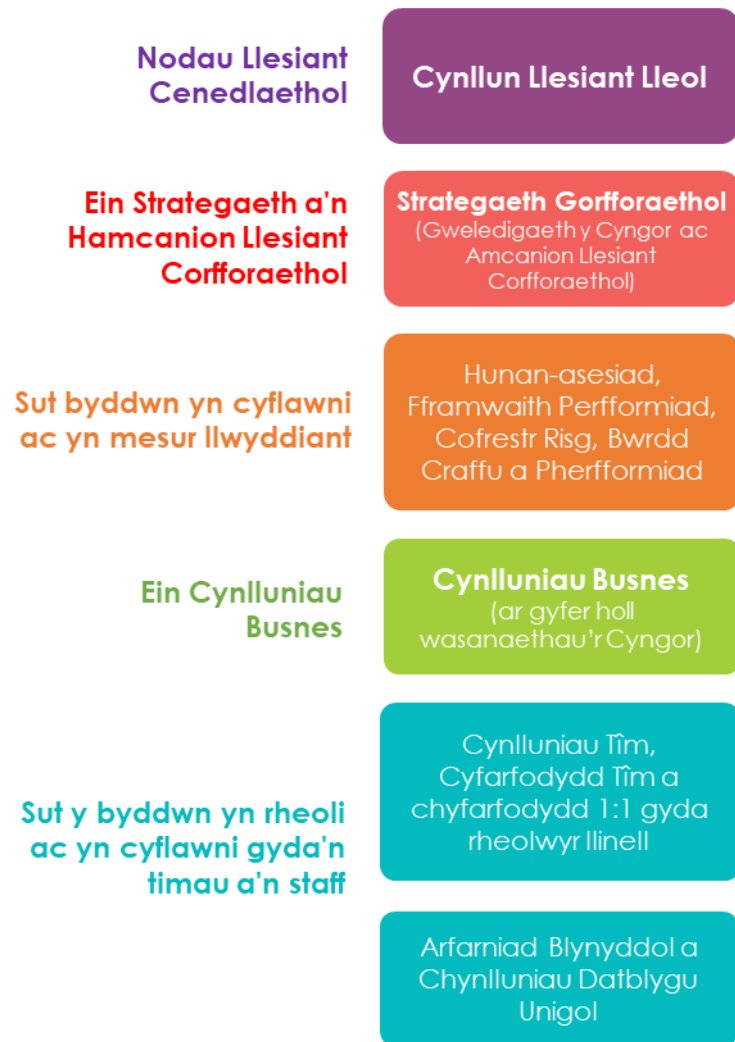 Nodau Llesiant
Cenedlaethol
Cynllun Llesiant Lleol
Ein Strategaeth a'n
Hamcanion Llesiant
Corfforaethol
Strategaeth Gorfforaethol
(Gweledigaeth y Cyngor ac
Amcanion Llesiant
Corfforaethol)
Sut byddwn yn cyflawni
ac yn mesur llwyddiant
Hunan-asesiad,
Fframwaith Perfformiad,
Cofrestr Risg, Bwrdd
Craffu a Pherfformiad
Ein Cynlluniau
Busnes
Cynlluniau Busnes
(ar gyfer holl
wasanaethau'r Cyngor)
Sut y byddwn yn rheoli
ac yn cyflawni gyda'n
timau a'n staff
Cynlluniau Tîm,
Cyfarfodydd Tîm a
chyfarfodydd 1:1 gyda
rheolwyr llinell
Arfarniad Blynyddol a
Chynlluniau Datblygu
Unigol